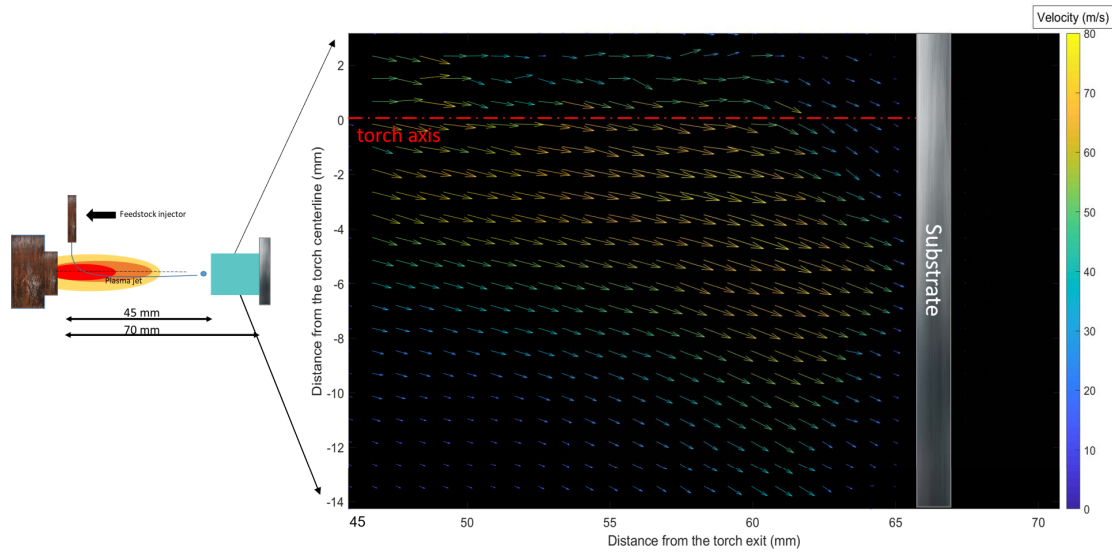 Velocity (m/s)
80
70
60
50
40
30
20
10
0
2
0
-2
-4
-6
-8
-10
-12
-14
Distance from the torch centerline (mm)
torch axis
Substrate
45
50
55
60
65
70
Distance from the torch exit (mm)
Feedstock injector
Plasma jet
45 mm
70 mm